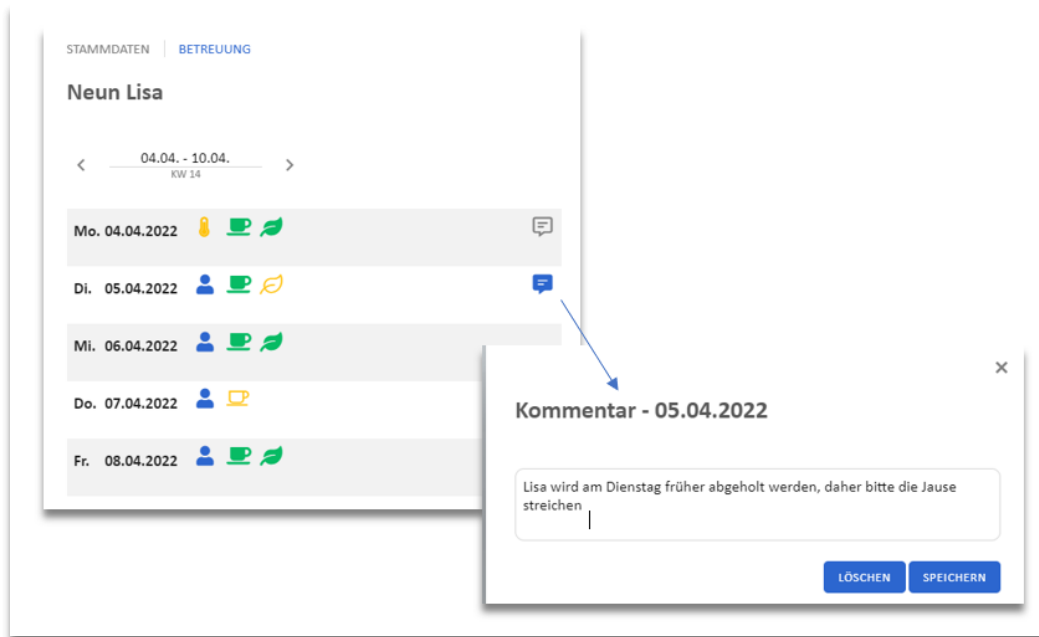 STAMMDATEN BETREUUNG
Neun Lisa
04.04. - 10.04.
KW 14
Mo. 04.04.2022
Di. 05.04.2022
Mi. 06.04.2022
Do. 07.04.2022
Fr. 08.04.2022
Kommentar - 05.04.2022
Lisa wird am Dienstag früher abgeholt werden, daher bitte die Jause
streichen
LÖSCHEN SPEICHERN